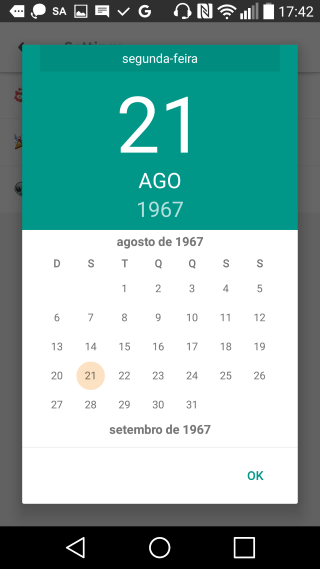 SA
G
17:42
segunda-feira
21
AGO
1967
agosto de 1967
D S T Q Q S S
1 2 3 4 5
6 7 8 9 10 11 12
13 14 15 16 17 18 19
20 21 22 23 24 25 26
27 28 29 30 31
setembro de 1967
OK